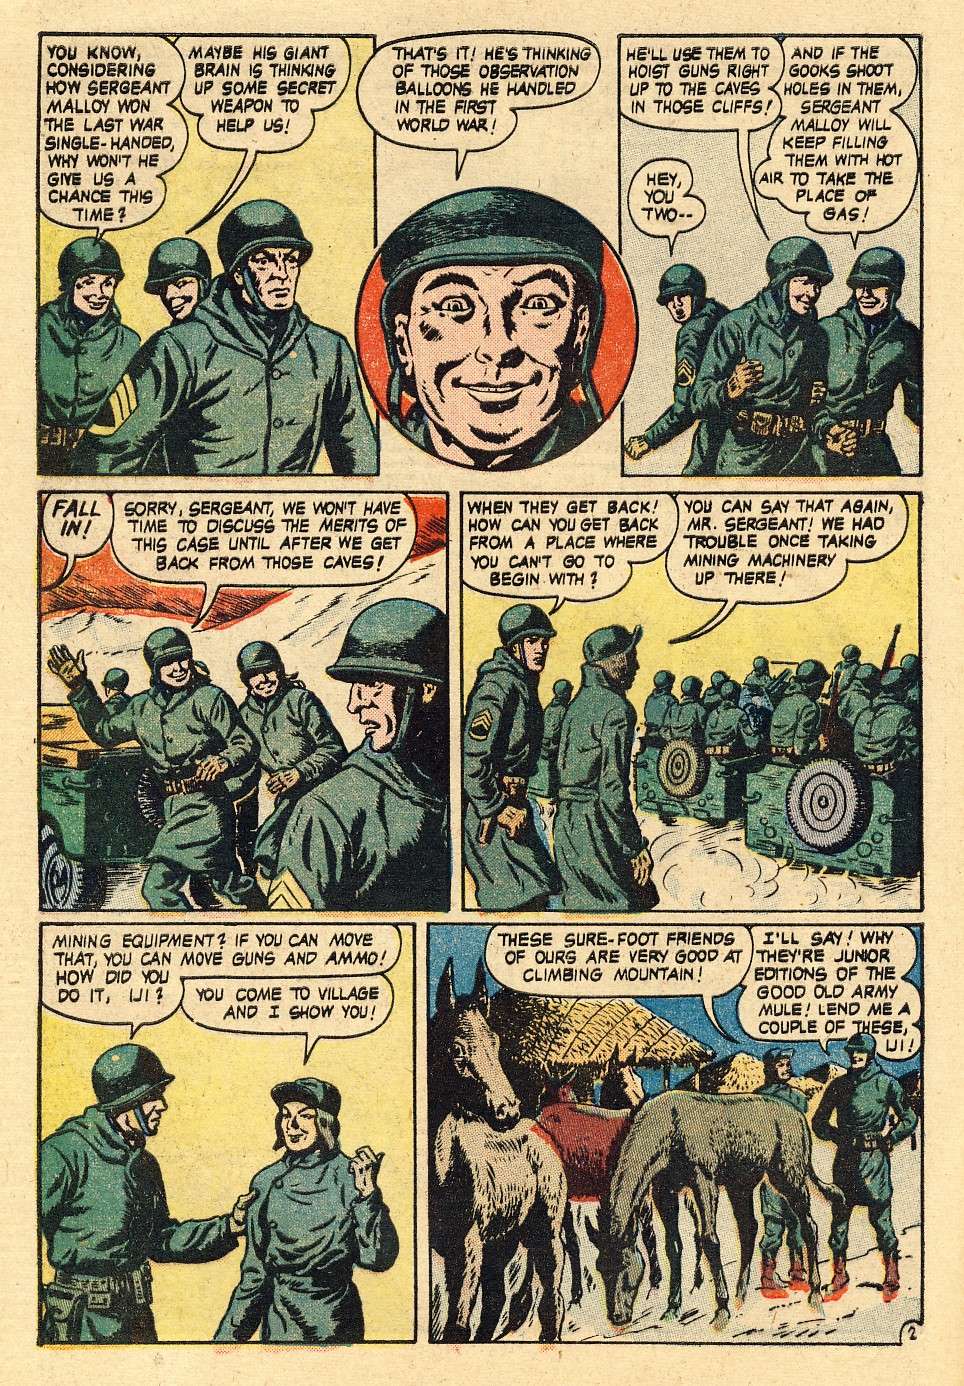 YOU KNOW,
CONSIDERING
HOW SERGEANT
MALLOY WON
THE LAST WAR
SINGLE-HANDED,
WHY WON'T HE
GIVE US A
CHANCE THIS
TIME?
MAYBE HIS GIANT
BRAIN IS THINKING
UP SOME SECRET
WEAPON TO
HELP US!
THAT'S IT! HE'S THINKING
OF THOSE OBSERVATION
BALLOONS HE HANDLED
IN THE FIRST
WORLD WAR!
HE'LL USE THEM TO
HOIST GUNS RIGHT
UP TO THE CAVES
IN THOSE CLIFFS!
AND IF THE
GOOKS SHOOT
HOLES IN THEM,
SERGEANT
MALLOY WILL
KEEP FILLING
THEM WITH HOT
AIR TO TAKE THE
PLACE OF
GAS!
HEY,
YOU
TWO--
FALL
IN!
SORRY, SERGEANT, WE WON'T HAVE
TIME TO DISCUSS THE MERITS OF
THIS CASE UNTIL AFTER WE GET
BACK FROM THOSE CAVES!
WHEN THEY GET BACK!
HOW CAN YOU GET BACK
FROM A PLACE WHERE
YOU CAN'T GO TO
BEGIN WITH?
YOU CAN SAY THAT AGAIN,
MR. SERGEANT! WE HAD
TROUBLE ONCE TAKING
MINING MACHINERY
UP THERE!
MINING EQUIPMENT? IF YOU CAN MOVE
THAT, YOU CAN MOVE GUNS AND AMMO!
HOW DID YOU
DO IT, IJI?
YOU COME TO VILLAGE
AND I SHOW YOU!
THESE SURE-FOOT FRIENDS
OF OURS ARE VERY GOOD AT
CLIMBING MOUNTAIN!
I'LL SAY! WHY
THEY'RE JUNIOR
EDITIONS OF THE
GOOD OLD ARMY
MULE! LEND ME A
COUPLE OF THESE,
IJI!
2